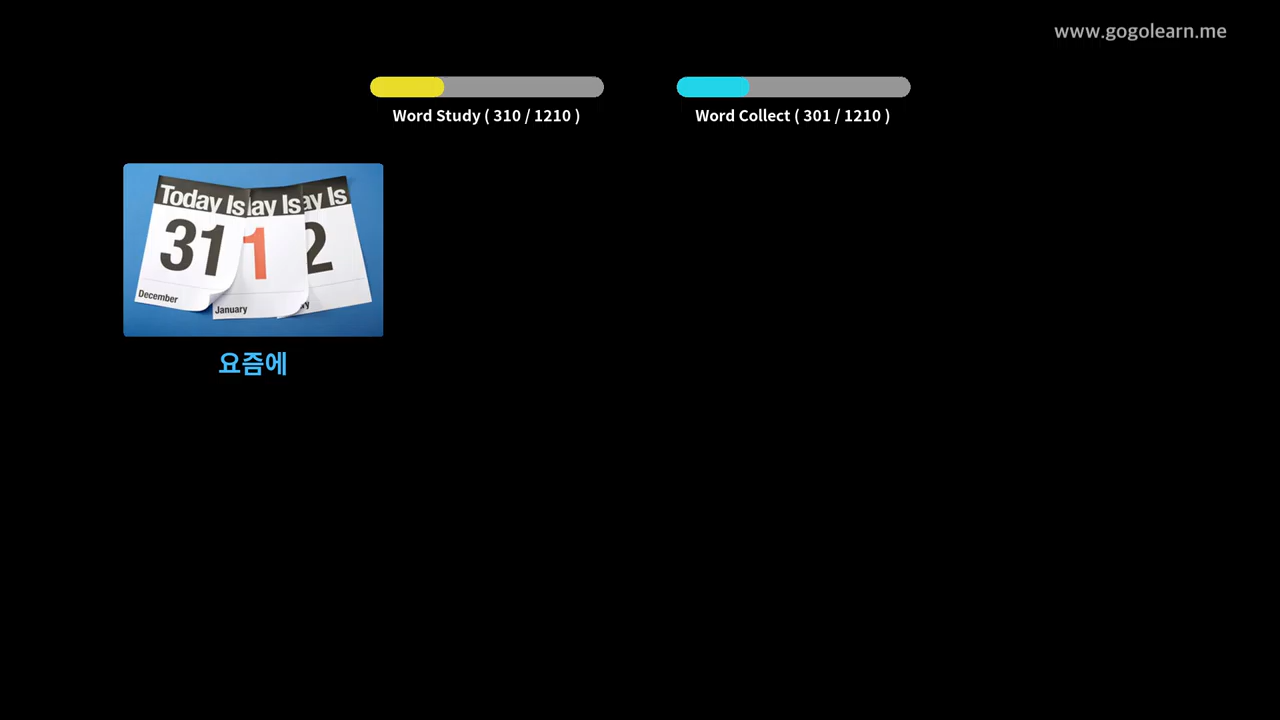 www.gogolearn.me
Word Study ( 310 / 1210 )
Word Collect ( 301 / 1210 )
Today Is
ay Is
ay Is
31
1
2
December
January
요즘에